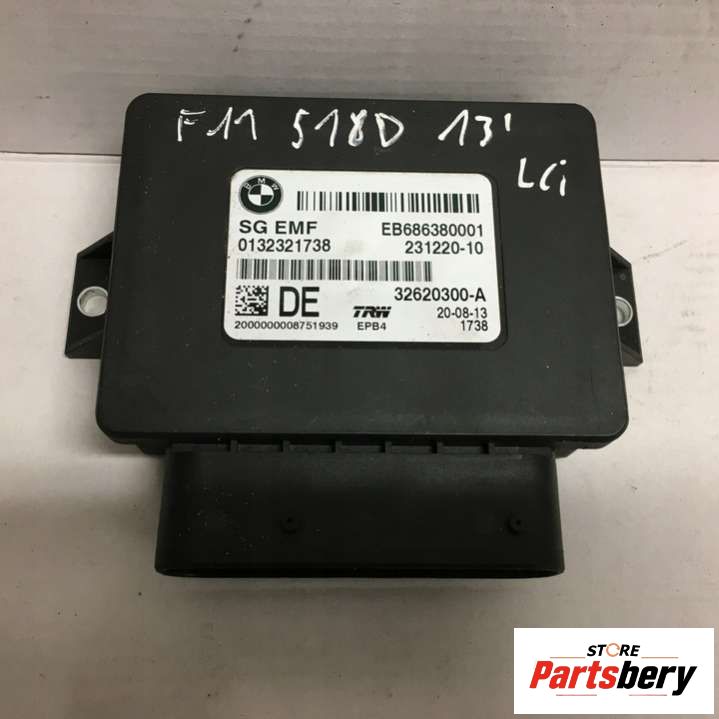 F11 518D 13'
LCi
BMW
SG EMF EB686380001
0132321738 231220-10
32620300-A
DE TRW 20-08-13
2000000008751939 EPB4 1738
STORE
Partsbery